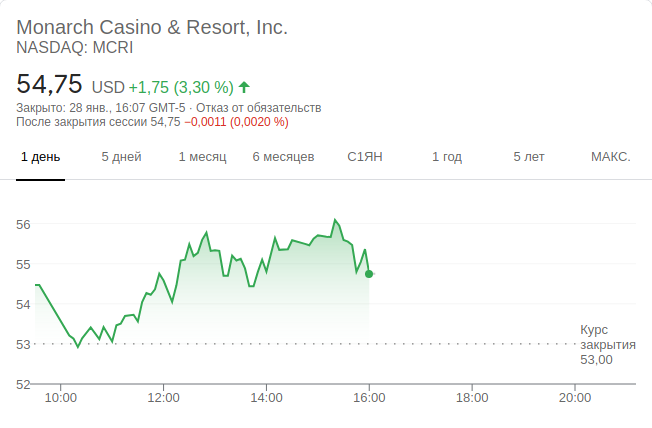 Monarch Casino & Resort, Inc.
NASDAQ: MCRI
54,75 USD +1,75 (3,30 %)
Закрыто: 28 янв., 16:07 GMT-5 · Отказ от обязательств
После закрытия сессии 54,75 −0,0011 (0,0020 %)
1 день 5 дней 1 месяц 6 месяцев С1ЯН 1 год 5 лет МАКС.
56
55
54
53
52
Курс
закрытия
53,00
10:00 12:00 14:00 16:00 18:00 20:00